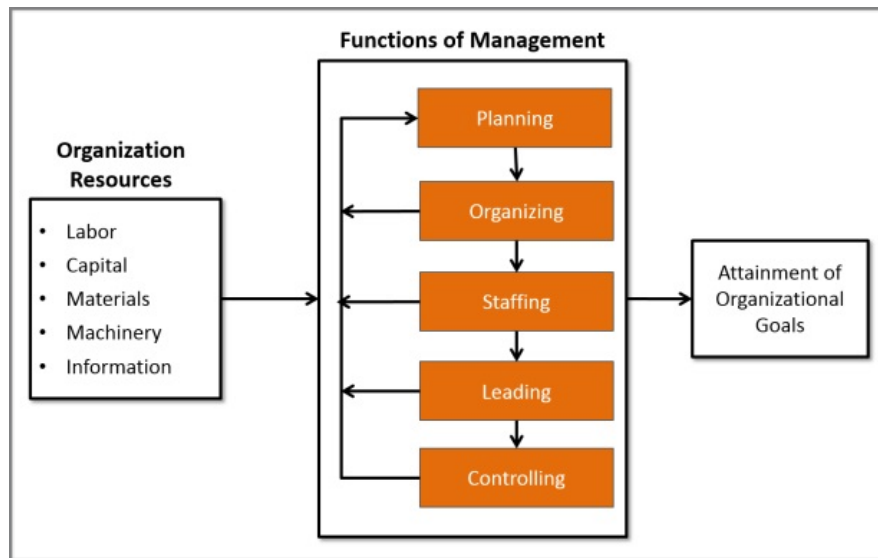 Functions of Management
Organization
Resources
• Labor
• Capital
• Materials
• Machinery
• Information
Planning
Organizing
Staffing
Leading
Controlling
Attainment of
Organizational
Goals